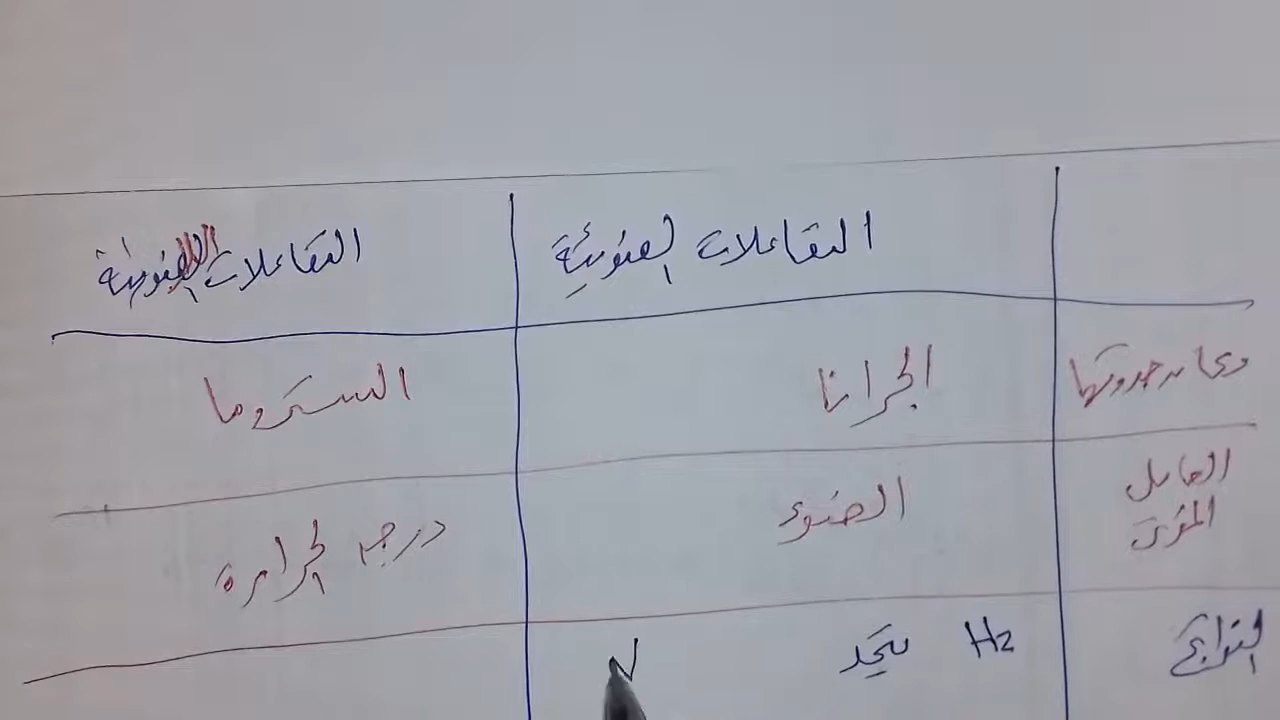 التفاعلات الضوئية
التفاعلات اللاضوئية
مكان حدوثها
الجرانا
الستروما
العامل
المؤثر
الضوء
درجة الحرارة
النواتج
H2 يتحد
N